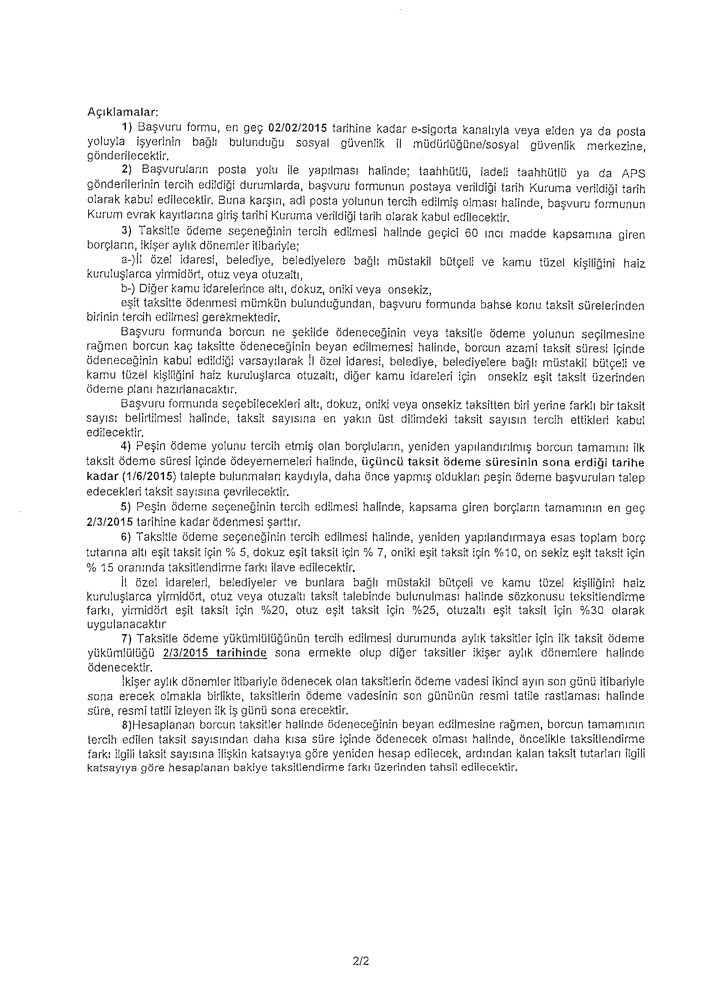 Açıklamalar:
1) Başvuru formu, en geç 02/02/2015 tarihine kadar e-sigorta kanalıyla veya elden ya da posta
yoluyla işyerinin bağlı bulunduğu sosyal güvenlik il müdürlüğüne/sosyal güvenlik merkezine,
gönderilecektir.
2) Başvuruların posta yolu ile yapılması halinde; taahhütlü, iadeli taahhütlü ya da APS
gönderilerinin tercih edildiği durumlarda, başvuru formunun postaya verildiği tarih Kuruma verildiği tarih
olarak kabul edilecektir. Buna karşın, adi posta yolunun tercih edilmiş olması halinde, başvuru formunun
Kurum evrak kayıtlarına giriş tarihi Kuruma verildiği tarih olarak kabul edilecektir.
3) Taksitle ödeme seçeneğinin tercih edilmesi halinde geçici 60 ıncı madde kapsamına giren
borçların, ikişer aylık dönemler itibariyle;
a-)İl özel idaresi, belediye, belediyelere bağlı müstakil bütçeli ve kamu tüzel kişiliğini haiz
kuruluşlarca yirmidört, otuz veya otuzaltı,
b-) Diğer kamu idarelerince altı, dokuz, oniki veya onsekiz,
eşit taksitte ödenmesi mümkün bulunduğundan, başvuru formunda bahse konu taksit sürelerinden
birinin tercih edilmesi gerekmektedir.
Başvuru formunda borcun ne şekilde ödeneceğinin veya taksitle ödeme yolunun seçilmesine
rağmen borcun kaç taksitte ödeneceğinin beyan edilmemesi halinde, borcun azami taksit süresi içinde
ödeneceğinin kabul edildiği varsayılarak İl özel idaresi, belediye, belediyelere bağlı müstakil bütçeli ve
kamu tüzel kişiliğini haiz kuruluşlarca otuzaltı, diğer kamu idareleri için onsekiz eşit taksit üzerinden
ödeme planı hazırlanacaktır.
Başvuru formunda seçebilecekleri altı, dokuz, oniki veya onsekiz taksitten biri yerine farklı bir taksit
sayısı belirtilmesi halinde, taksit sayısına en yakın üst dilimdeki taksit sayısın tercih ettikleri kabul
edilecektir.
4) Peşin ödeme yolunu tercih etmiş olan borçluların, yeniden yapılandırılmış borcun tamamını ilk
taksit ödeme süresi içinde ödeyememeleri halinde, üçüncü taksit ödeme süresinin sona erdiği tarihe
kadar (1/6/2015) talepte bulunmaları kaydıyla, daha önce yapmış oldukları peşin ödeme başvuruları talep
edecekleri taksit sayısına çevrilecektir.
5) Peşin ödeme seçeneğinin tercih edilmesi halinde, kapsama giren borçların tamamının en geç
2/3/2015 tarihine kadar ödenmesi şarttır.
6) Taksitle ödeme seçeneğinin tercih edilmesi halinde, yeniden yapılandırmaya esas toplam borç
tutarına altı eşit taksit için % 5, dokuz eşit taksit için % 7, oniki eşit taksit için %10, on sekiz eşit taksit için
% 15 oranında taksitlendirme farkı ilave edilecektir.
İl özel idareleri, belediyeler ve bunlara bağlı müstakil bütçeli ve kamu tüzel kişiliğini haiz
kuruluşlarca yirmidört, otuz veya otuzaltı taksit talebinde bulunulması halinde sözkonusu teksitlendirme
farkı, yirmidört eşit taksit için %20, otuz eşit taksit için %25, otuzaltı eşit taksit için %30 olarak
uygulanacaktır
7) Taksitle ödeme yükümlülüğünün tercih edilmesi durumunda aylık taksitler için ilk taksit ödeme
yükümlülüğü 2/3/2015 tarihinde sona ermekte olup diğer taksitler ikişer aylık dönemlere halinde
ödenecektir.
İkişer aylık dönemler itibariyle ödenecek olan taksitlerin ödeme vadesi ikinci ayın son günü itibariyle
sona erecek olmakla birlikte, taksitlerin ödeme vadesinin son gününün resmi tatile rastlaması halinde
süre, resmi tatili izleyen ilk iş günü sona erecektir.
8)Hesaplanan borcun taksitler halinde ödeneceğinin beyan edilmesine rağmen, borcun tamamının
tercih edilen taksit sayısından daha kısa süre içinde ödenecek olması halinde, öncelikle taksitlendirme
farkı ilgili taksit sayısına ilişkin katsayıya göre yeniden hesap edilecek, ardından kalan taksit tutarları ilgili
katsayıya göre hesaplanan bakiye taksitlendirme farkı üzerinden tahsil edilecektir.
2/2